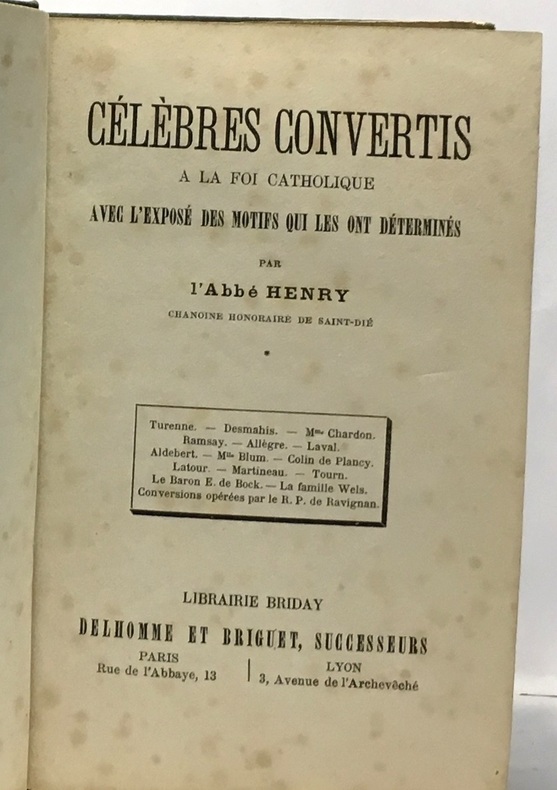 CÉLÈBRES CONVERTIS
A LA FOI CATHOLIQUE
AVEC L'EXPOSÉ DES MOTIFS QUI LES ONT DÉTERMINÉS
PAR
l'Abbé HENRY
CHANOINE HONORAIRE DE SAINT-DIÉ
Turenne. — Desmahis. — Mme Chardon.
Ramsay. — Allègre. — Laval.
Aldebert. — Mlle Blum. — Colin de Plancy.
Latour. — Martineau. — Tourn.
Le Baron E. de Bock. — La famille Wels.
Conversions opérées par le R. P. de Ravignan.
LIBRAIRIE BRIDAY
DELHOMME ET BRIGUET, SUCCESSEURS
PARIS
Rue de l'Abbaye, 13
LYON
3, Avenue de l'Archevêché